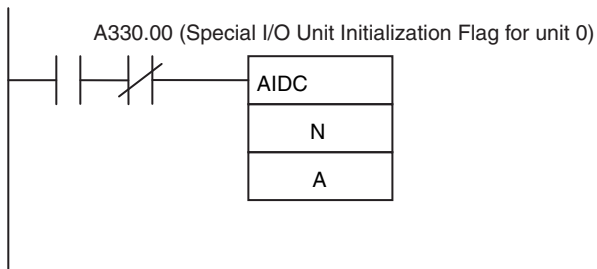 A330.00 (Special I/O Unit Initialization Flag for unit 0)
AIDC
N
A